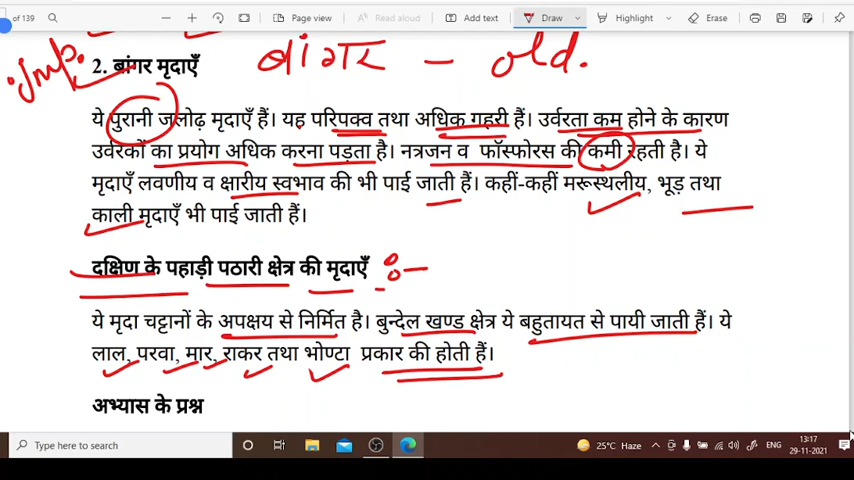 of 139
Page view
Read aloud
Add text
Draw
Highlight
Erase
Imp.
2. बांगर मृदाएँ
बांगर – old.
ये पुरानी जलोढ़ मृदाएँ हैं। यह परिपक्व तथा अधिक गहरी हैं। उर्वरता कम होने के कारण
उर्वरकों का प्रयोग अधिक करना पड़ता है। नत्रजन व फॉस्फोरस की कमी रहती है। ये
मृदाएँ लवणीय व क्षारीय स्वभाव की भी पाई जाती हैं। कहीं-कहीं मरूस्थलीय, भूड़ तथा
काली मृदाएँ भी पाई जाती हैं।
दक्षिण के पहाड़ी पठारी क्षेत्र की मृदाएँ
ये मृदा चट्टानों के अपक्षय से निर्मित है। बुन्देल खण्ड क्षेत्र ये बहुतायत से पायी जाती हैं। ये
लाल, परवा, मार, राकर तथा भोण्टा प्रकार की होती हैं।
अभ्यास के प्रश्न
Type here to search
25°C Haze
ENG
13:17
29-11-2021